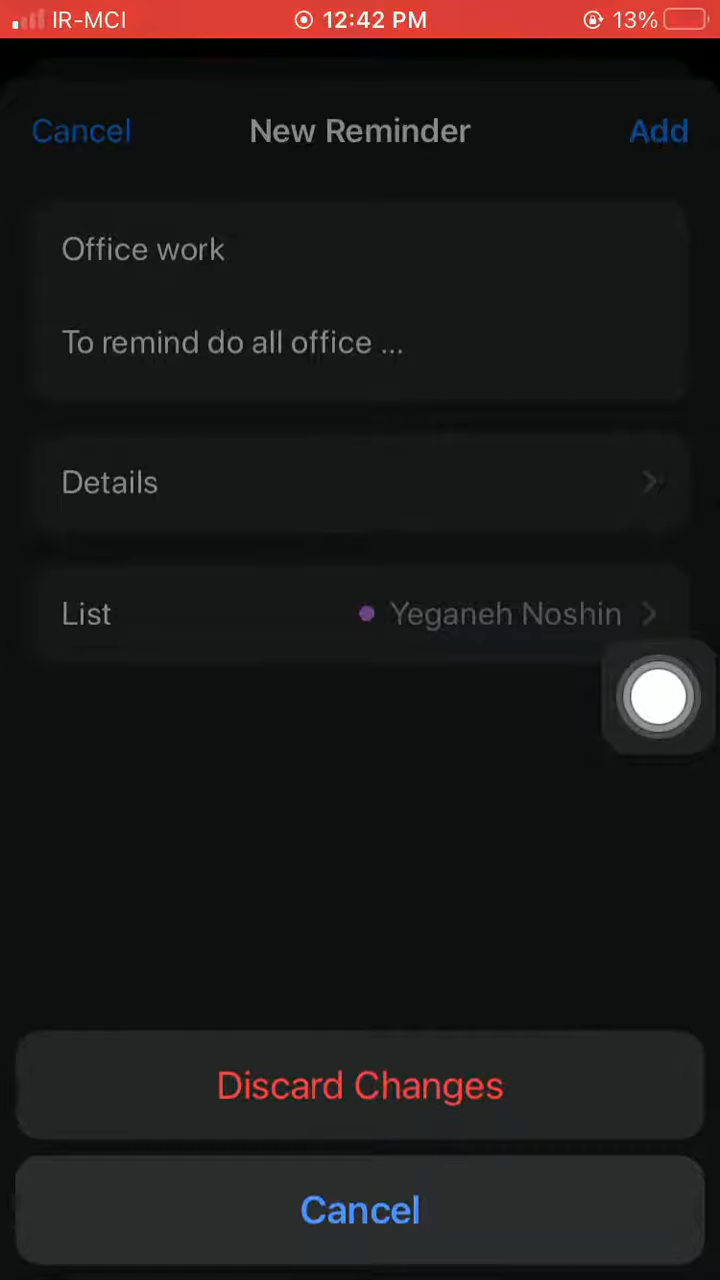 IR-MCI 12:42 PM 13%
Cancel New Reminder Add
Office work
To remind do all office ...
Details
List Yeganeh Noshin
Discard Changes
Cancel